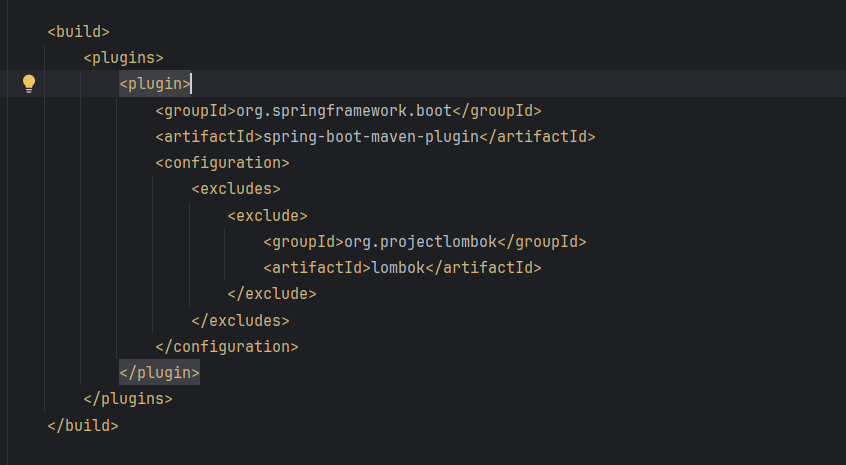 <build>
<plugins>
<plugin>
<groupId>org.springframework.boot</groupId>
<artifactId>spring-boot-maven-plugin</artifactId>
<configuration>
<excludes>
<exclude>
<groupId>org.projectlombok</groupId>
<artifactId>lombok</artifactId>
</exclude>
</excludes>
</configuration>
</plugin>
</plugins>
</build>